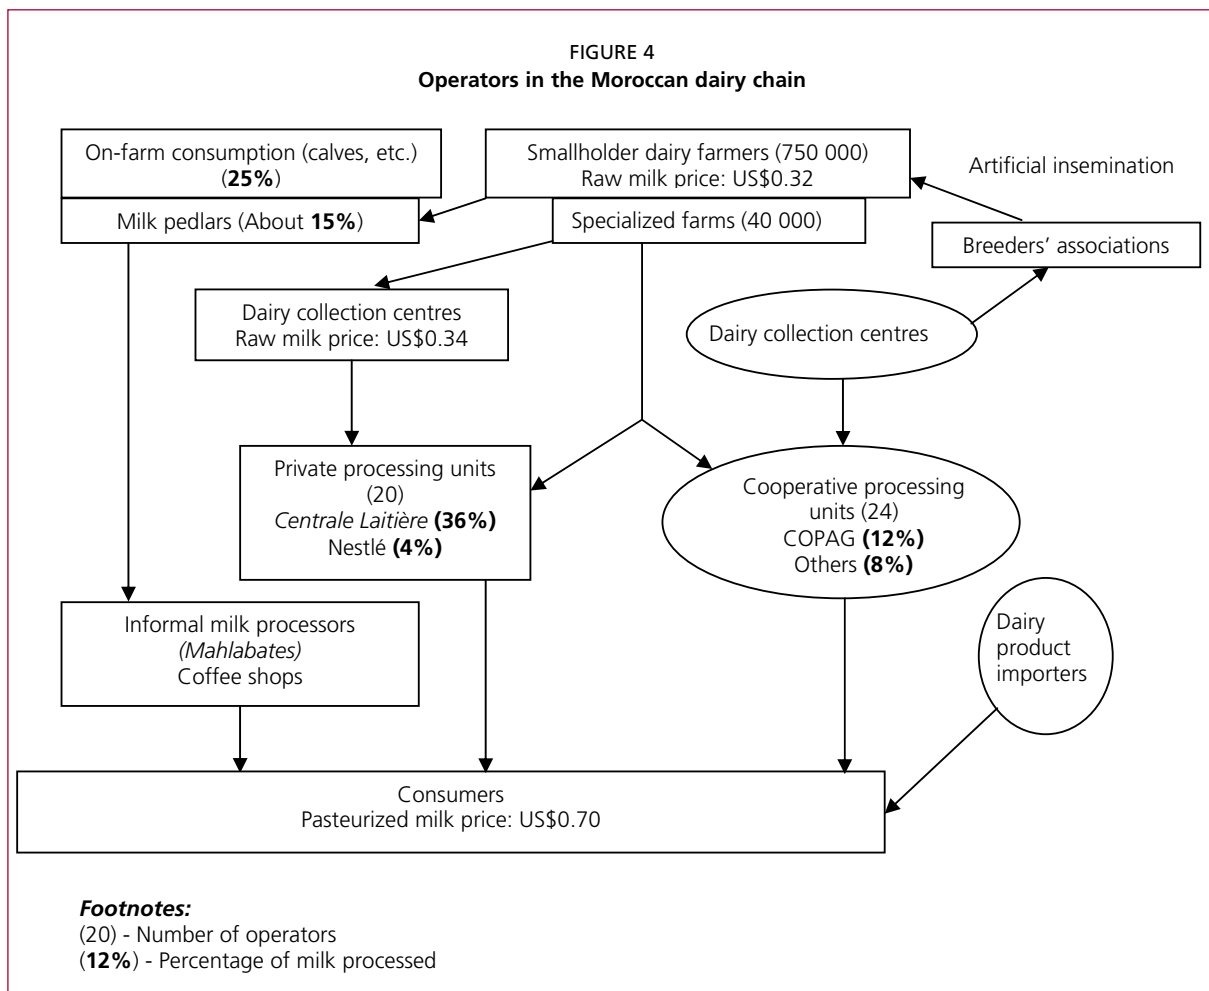 FIGURE 4
Operators in the Moroccan dairy chain
On-farm consumption (calves, etc.)
(25%)
Milk pedlars (About 15%)
Smallholder dairy farmers (750 000)
Raw milk price: US$0.32
Specialized farms (40 000)
Artificial insemination
Breeders’ associations
Dairy collection centres
Raw milk price: US$0.34
Dairy collection centres
Private processing units
(20)
Centrale Laitière (36%)
Nestlé (4%)
Cooperative processing
units (24)
COPAG (12%)
Others (8%)
Informal milk processors
(Mahlabates)
Coffee shops
Dairy
product
importers
Consumers
Pasteurized milk price: US$0.70
Footnotes:
(20) - Number of operators
(12%) - Percentage of milk processed